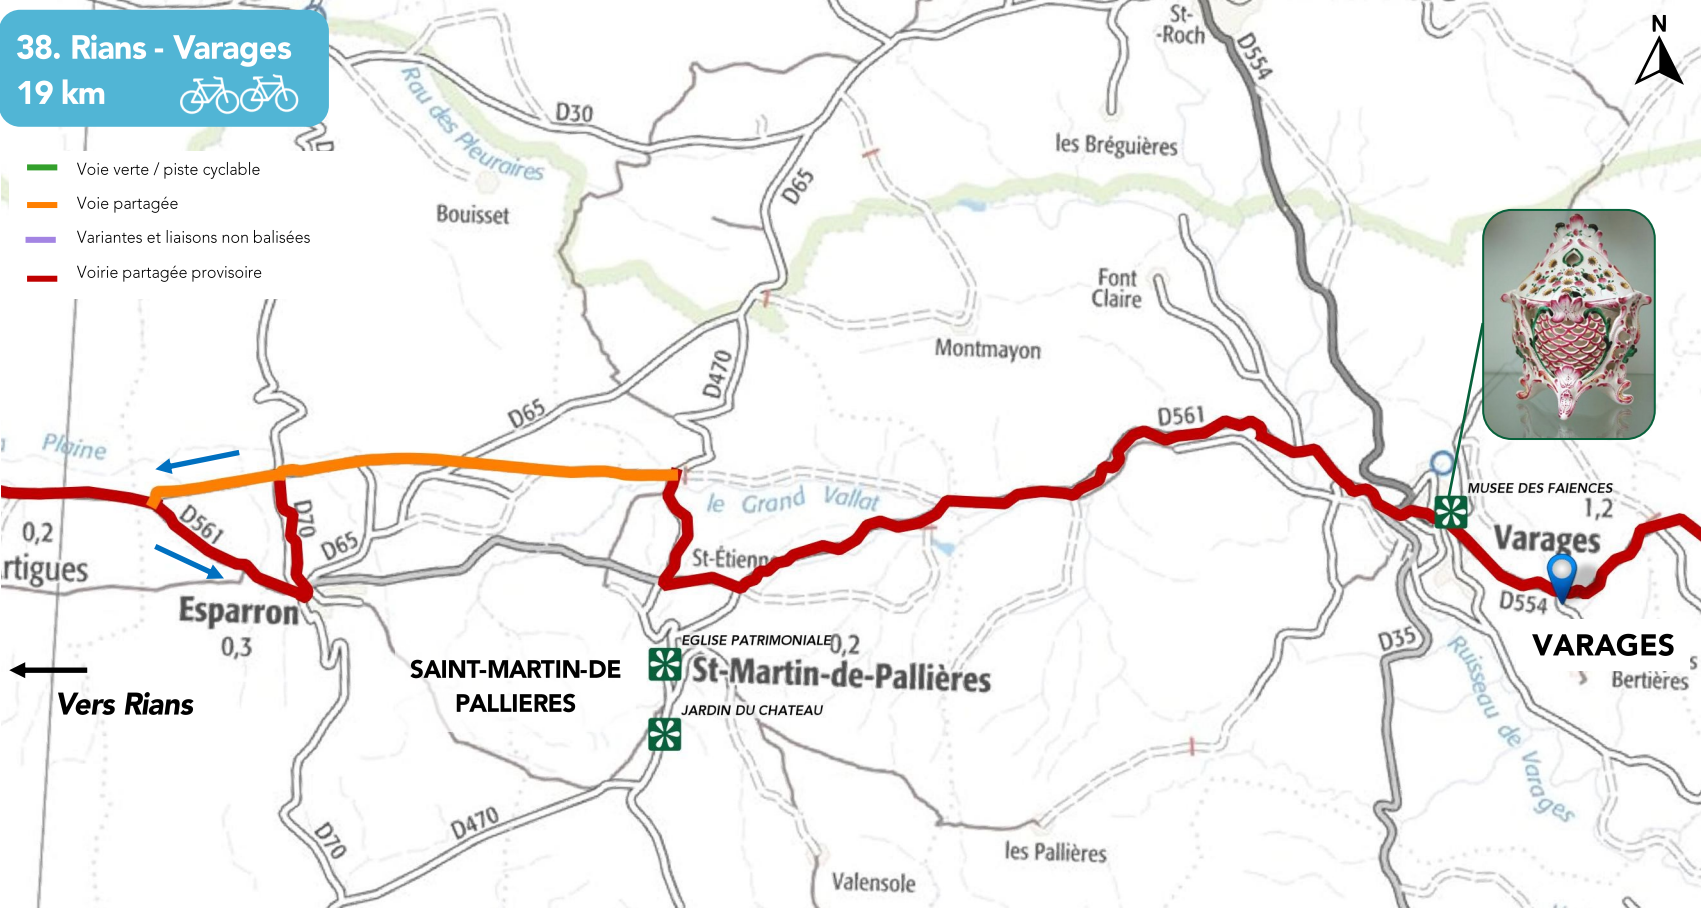 38. Rians - Varages
19 km
N
Voie verte / piste cyclable
Voie partagée
Variantes et liaisons non balisées
Voirie partagée provisoire
St-
-Roch
D554
Rau des Pleuraires
D30
les Bréguières
D65
Bouisset
Font
Claire
Montmayon
D470
D65
D561
Plaine
le Grand Vallat
MUSEE DES FAIENCES
1,2
Varages
D561
D70
D65
0,2
rtigues
St-Étienne
Esparron
0,3
D554
D35
VARAGES
EGLISE PATRIMONIALE
0,2
SAINT-MARTIN-DE
PALLIERES
St-Martin-de-Pallières
Bertières
Ruisseau de Varages
Vers Rians
JARDIN DU CHATEAU
D470
D70
les Pallières
Valensole